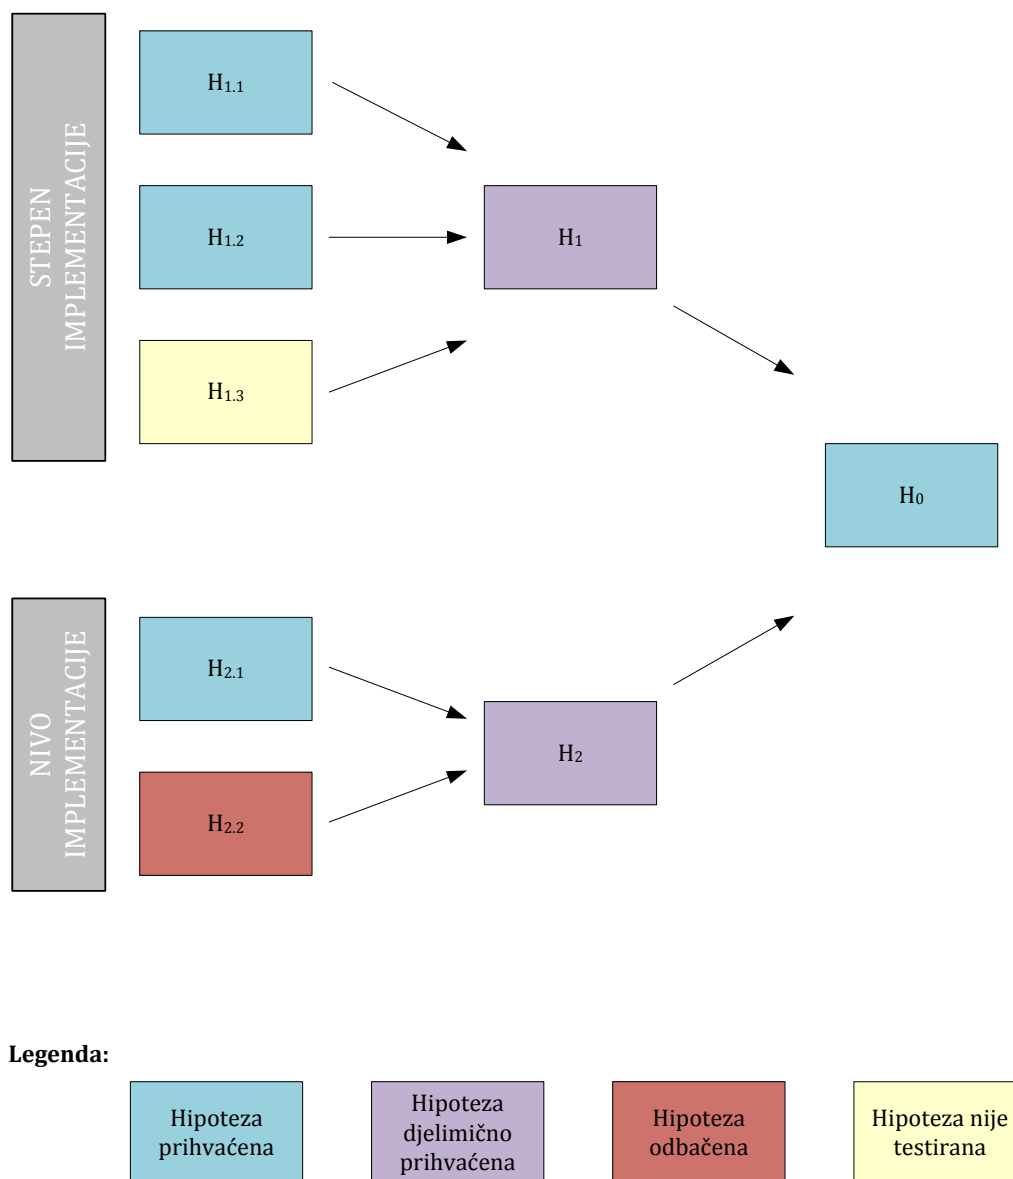 STEPEN
IMPLEMENTACIJE
H1.1
H1.2
H1.3
H1
H0
NIVO
IMPLEMENTACIJE
H2.1
H2.2
H2
Legenda:
Hipoteza
prihvaćena
Hipoteza
djelimično
prihvaćena
Hipoteza
odbačena
Hipoteza nije
testirana